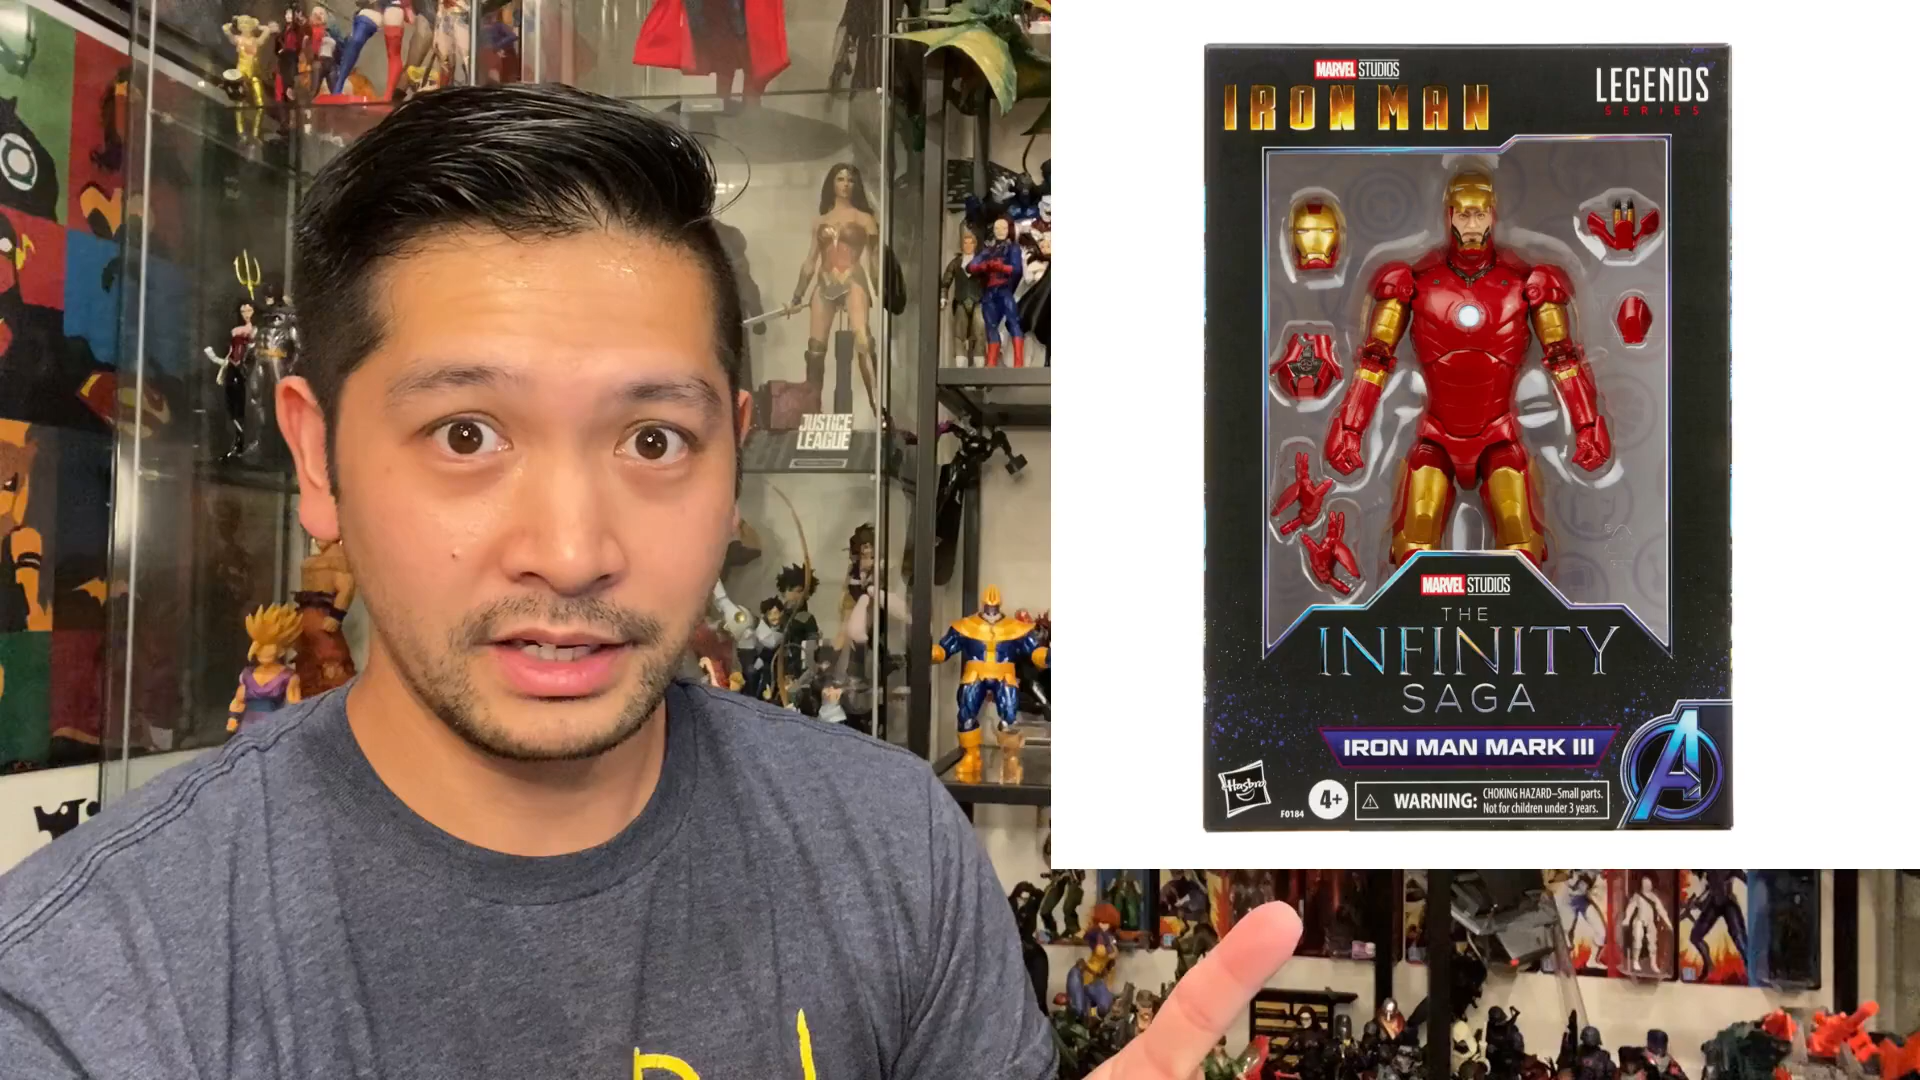 JUSTICE
LEAGUE
MARVEL STUDIOS
IRON MAN
LEGENDS
SERIES
MARVEL STUDIOS
THE
INFINITY
SAGA
IRON MAN MARK III
Hasbro
F0184
4+
WARNING: CHOKING HAZARD–Small parts.
Not for children under 3 years.